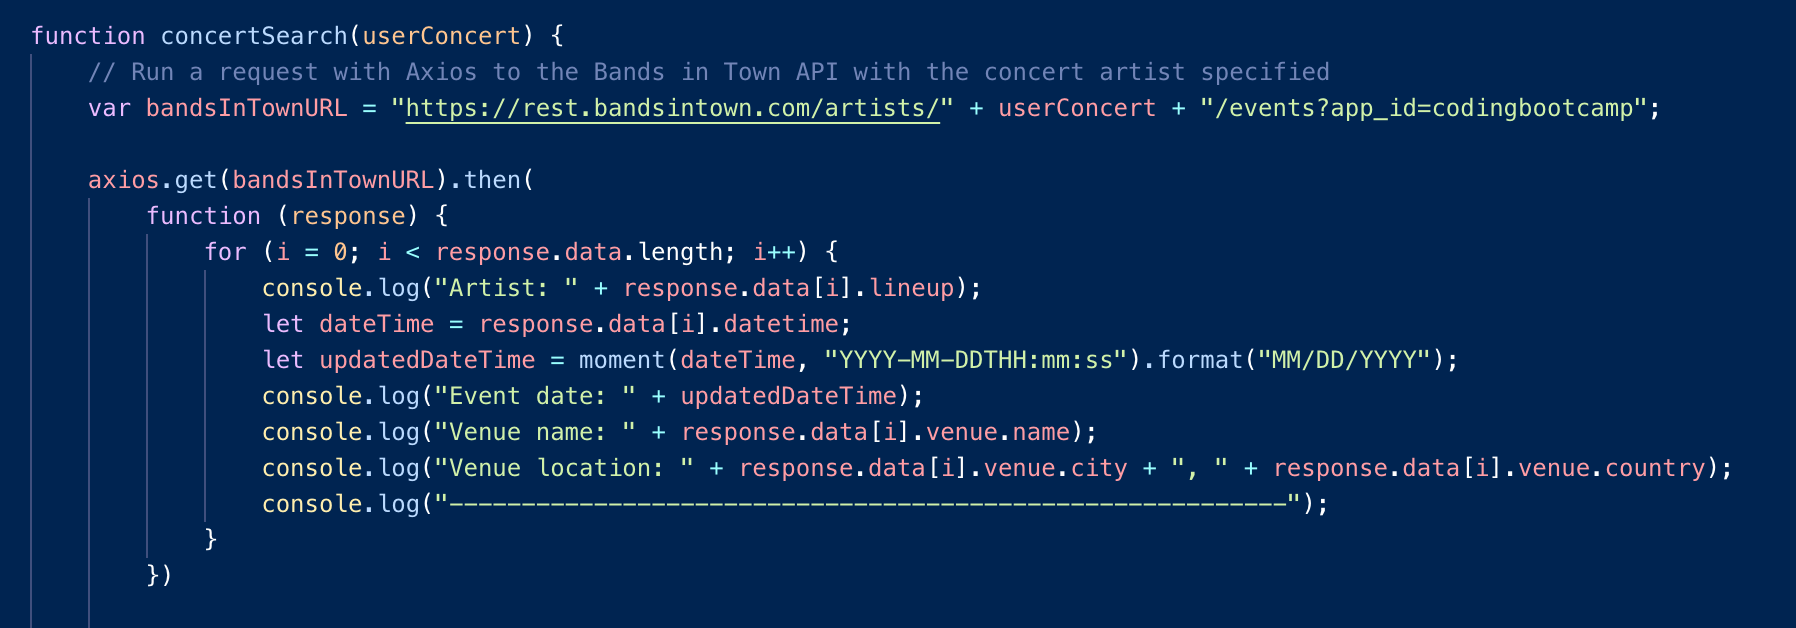 function concertSearch(userConcert) {
    // Run a request with Axios to the Bands in Town API with the concert artist specified
    var bandsInTownURL = "https://rest.bandsintown.com/artists/" + userConcert + "/events?app_id=codingbootcamp";

    axios.get(bandsInTownURL).then(
        function (response) {
            for (i = 0; i < response.data.length; i++) {
                console.log("Artist: " + response.data[i].lineup);
                let dateTime = response.data[i].datetime;
                let updatedDateTime = moment(dateTime, "YYYY-MM-DDTHH:mm:ss").format("MM/DD/YYYY");
                console.log("Event date: " + updatedDateTime);
                console.log("Venue name: " + response.data[i].venue.name);
                console.log("Venue location: " + response.data[i].venue.city + ", " + response.data[i].venue.country);
                console.log("----------------------------------------------------------");
            }
        })